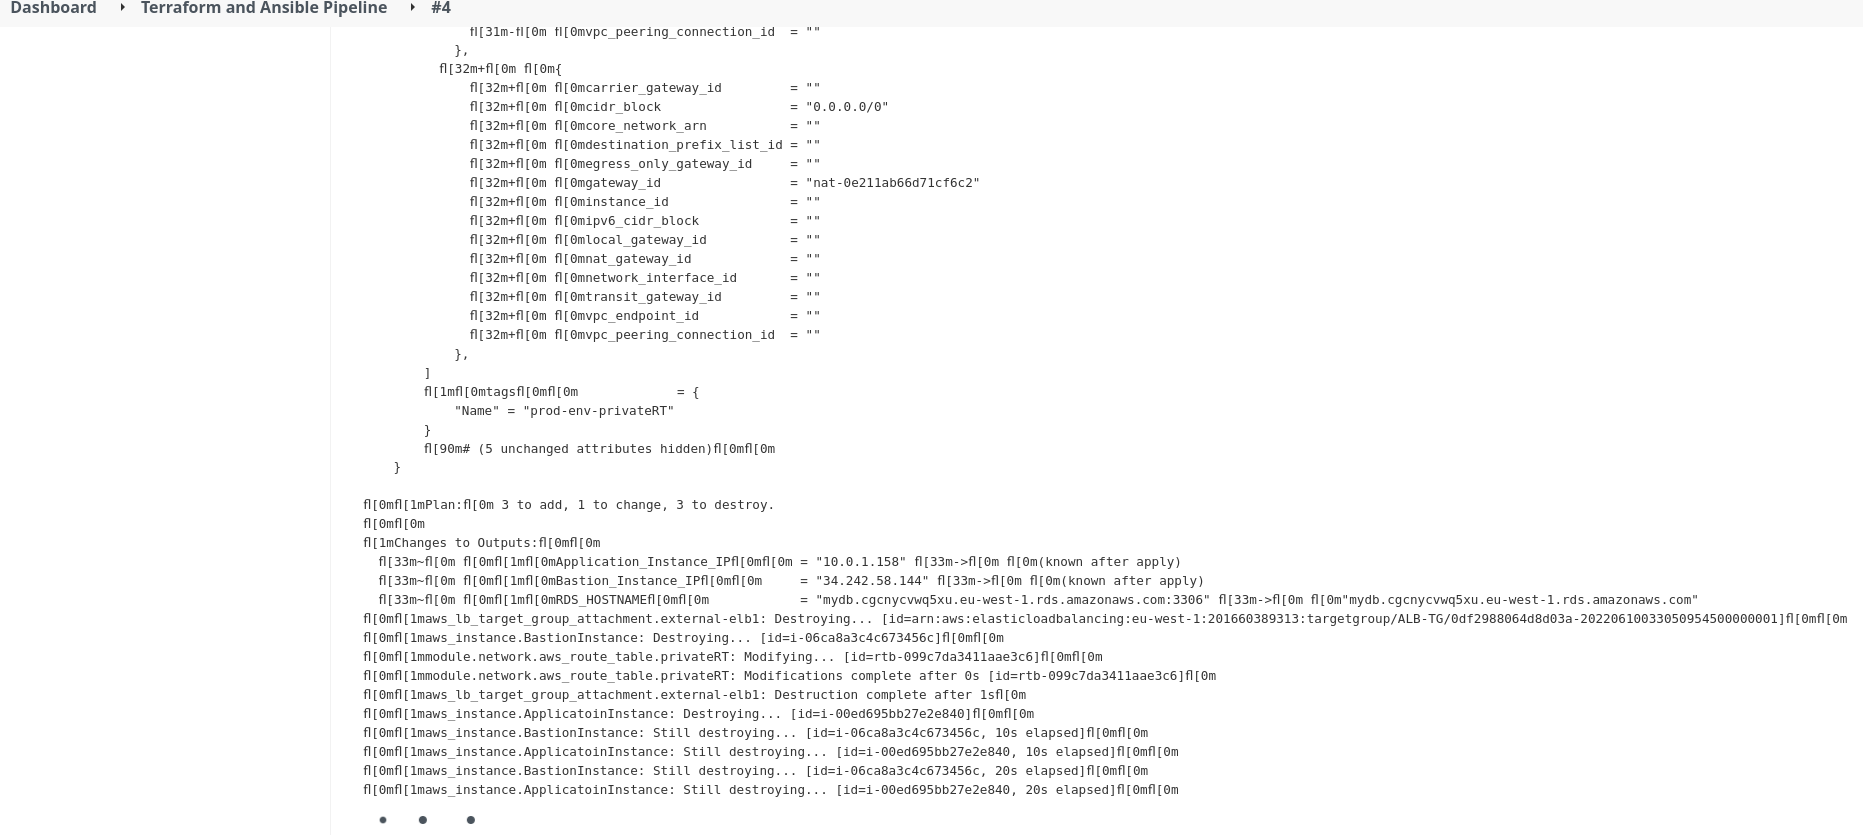 Dashboard ‣ Terraform and Ansible Pipeline ‣ #4
ﬂ[31m-ﬂ[0m ﬂ[0mvpc_peering_connection_id = ""
},
ﬂ[32m+ﬂ[0m ﬂ[0m{
ﬂ[32m+ﬂ[0m ﬂ[0mcarrier_gateway_id = ""
ﬂ[32m+ﬂ[0m ﬂ[0mcidr_block = "0.0.0.0/0"
ﬂ[32m+ﬂ[0m ﬂ[0mcore_network_arn = ""
ﬂ[32m+ﬂ[0m ﬂ[0mdestination_prefix_list_id = ""
ﬂ[32m+ﬂ[0m ﬂ[0megress_only_gateway_id = ""
ﬂ[32m+ﬂ[0m ﬂ[0mgateway_id = "nat-0e211ab66d71cf6c2"
ﬂ[32m+ﬂ[0m ﬂ[0minstance_id = ""
ﬂ[32m+ﬂ[0m ﬂ[0mipv6_cidr_block = ""
ﬂ[32m+ﬂ[0m ﬂ[0mlocal_gateway_id = ""
ﬂ[32m+ﬂ[0m ﬂ[0mnat_gateway_id = ""
ﬂ[32m+ﬂ[0m ﬂ[0mnetwork_interface_id = ""
ﬂ[32m+ﬂ[0m ﬂ[0mtransit_gateway_id = ""
ﬂ[32m+ﬂ[0m ﬂ[0mvpc_endpoint_id = ""
ﬂ[32m+ﬂ[0m ﬂ[0mvpc_peering_connection_id = ""
},
]
ﬂ[1mﬂ[0mtagsﬂ[0mﬂ[0m = {
"Name" = "prod-env-privateRT"
}
ﬂ[90m# (5 unchanged attributes hidden)ﬂ[0mﬂ[0m
}
ﬂ[0mﬂ[1mPlan:ﬂ[0m 3 to add, 1 to change, 3 to destroy.
ﬂ[0mﬂ[0m
ﬂ[1mChanges to Outputs:ﬂ[0mﬂ[0m
ﬂ[33m~ﬂ[0m ﬂ[0mﬂ[1mﬂ[0mApplication_Instance_IPﬂ[0mﬂ[0m = "10.0.1.158" ﬂ[33m->ﬂ[0m ﬂ[0m(known after apply)
ﬂ[33m~ﬂ[0m ﬂ[0mﬂ[1mﬂ[0mBastion_Instance_IPﬂ[0mﬂ[0m = "34.242.58.144" ﬂ[33m->ﬂ[0m ﬂ[0m(known after apply)
ﬂ[33m~ﬂ[0m ﬂ[0mﬂ[1mﬂ[0mRDS_HOSTNAMEﬂ[0mﬂ[0m = "mydb.cgcnycvwq5xu.eu-west-1.rds.amazonaws.com:3306" ﬂ[33m->ﬂ[0m ﬂ[0m"mydb.cgcnycvwq5xu.eu-west-1.rds.amazonaws.com"
ﬂ[0mﬂ[1maws_lb_target_group_attachment.external-elb1: Destroying... [id=arn:aws:elasticloadbalancing:eu-west-1:201660389313:targetgroup/ALB-TG/0df2988064d8d03a-20220610033050954500000001]ﬂ[0mﬂ[0m
ﬂ[0mﬂ[1maws_instance.BastionInstance: Destroying... [id=i-06ca8a3c4c673456c]ﬂ[0mﬂ[0m
ﬂ[0mﬂ[1mmodule.network.aws_route_table.privateRT: Modifying... [id=rtb-099c7da3411aae3c6]ﬂ[0mﬂ[0m
ﬂ[0mﬂ[1mmodule.network.aws_route_table.privateRT: Modifications complete after 0s [id=rtb-099c7da3411aae3c6]ﬂ[0m
ﬂ[0mﬂ[1maws_lb_target_group_attachment.external-elb1: Destruction complete after 1sﬂ[0m
ﬂ[0mﬂ[1maws_instance.ApplicatoinInstance: Destroying... [id=i-00ed695bb27e2e840]ﬂ[0mﬂ[0m
ﬂ[0mﬂ[1maws_instance.BastionInstance: Still destroying... [id=i-06ca8a3c4c673456c, 10s elapsed]ﬂ[0mﬂ[0m
ﬂ[0mﬂ[1maws_instance.ApplicatoinInstance: Still destroying... [id=i-00ed695bb27e2e840, 10s elapsed]ﬂ[0mﬂ[0m
ﬂ[0mﬂ[1maws_instance.BastionInstance: Still destroying... [id=i-06ca8a3c4c673456c, 20s elapsed]ﬂ[0mﬂ[0m
ﬂ[0mﬂ[1maws_instance.ApplicatoinInstance: Still destroying... [id=i-00ed695bb27e2e840, 20s elapsed]ﬂ[0mﬂ[0m